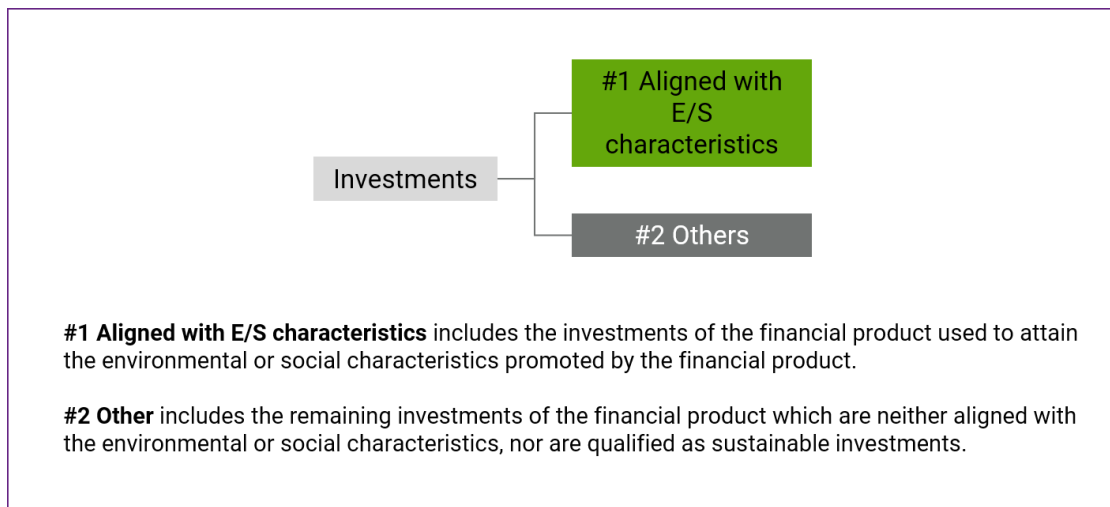 #1 Aligned with
E/S
characteristics
Investments
#2 Others
#1 Aligned with E/S characteristics includes the investments of the financial product used to attain
the environmental or social characteristics promoted by the financial product.
#2 Other includes the remaining investments of the financial product which are neither aligned with
the environmental or social characteristics, nor are qualified as sustainable investments.